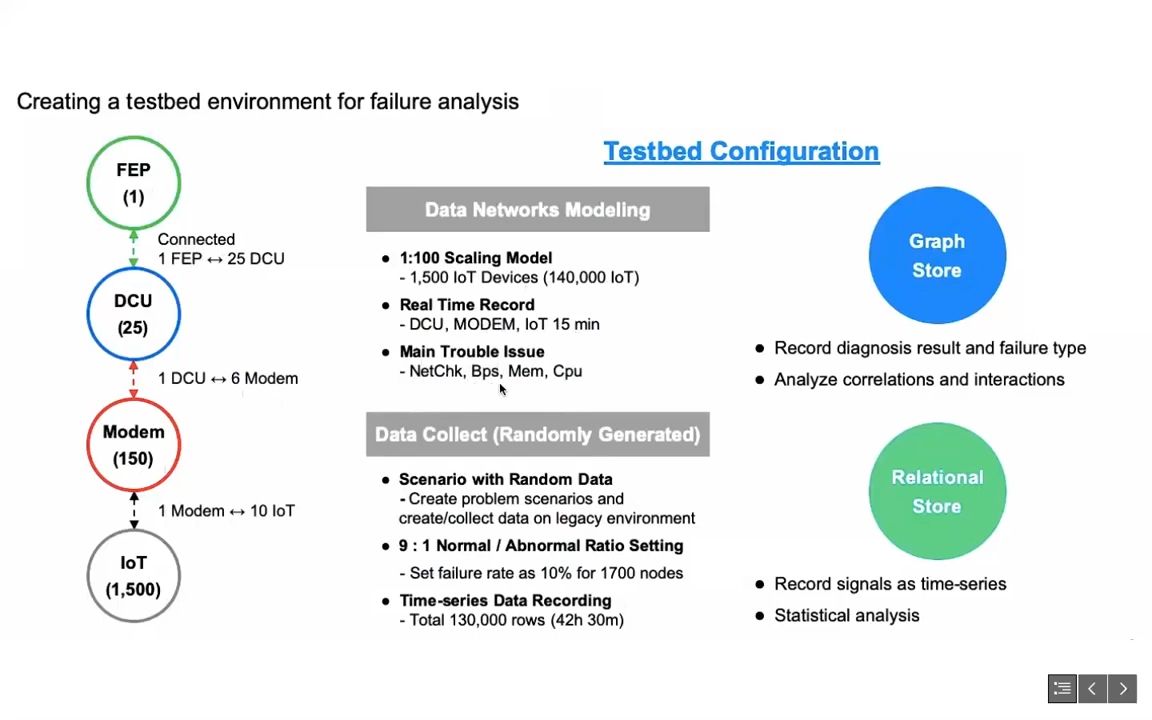 Creating a testbed environment for failure analysis
FEP
(1)
Connected
1 FEP ↔ 25 DCU
DCU
(25)
1 DCU ↔ 6 Modem
Modem
(150)
1 Modem ↔ 10 IoT
IoT
(1,500)
Testbed Configuration
Data Networks Modeling
● 1:100 Scaling Model
- 1,500 IoT Devices (140,000 IoT)
● Real Time Record
- DCU, MODEM, IoT 15 min
● Main Trouble Issue
- NetChk, Bps, Mem, Cpu
Data Collect (Randomly Generated)
● Scenario with Random Data
- Create problem scenarios and
create/collect data on legacy environment
● 9 : 1 Normal / Abnormal Ratio Setting
- Set failure rate as 10% for 1700 nodes
● Time-series Data Recording
- Total 130,000 rows (42h 30m)
Graph
Store
● Record diagnosis result and failure type
● Analyze correlations and interactions
Relational
Store
● Record signals as time-series
● Statistical analysis